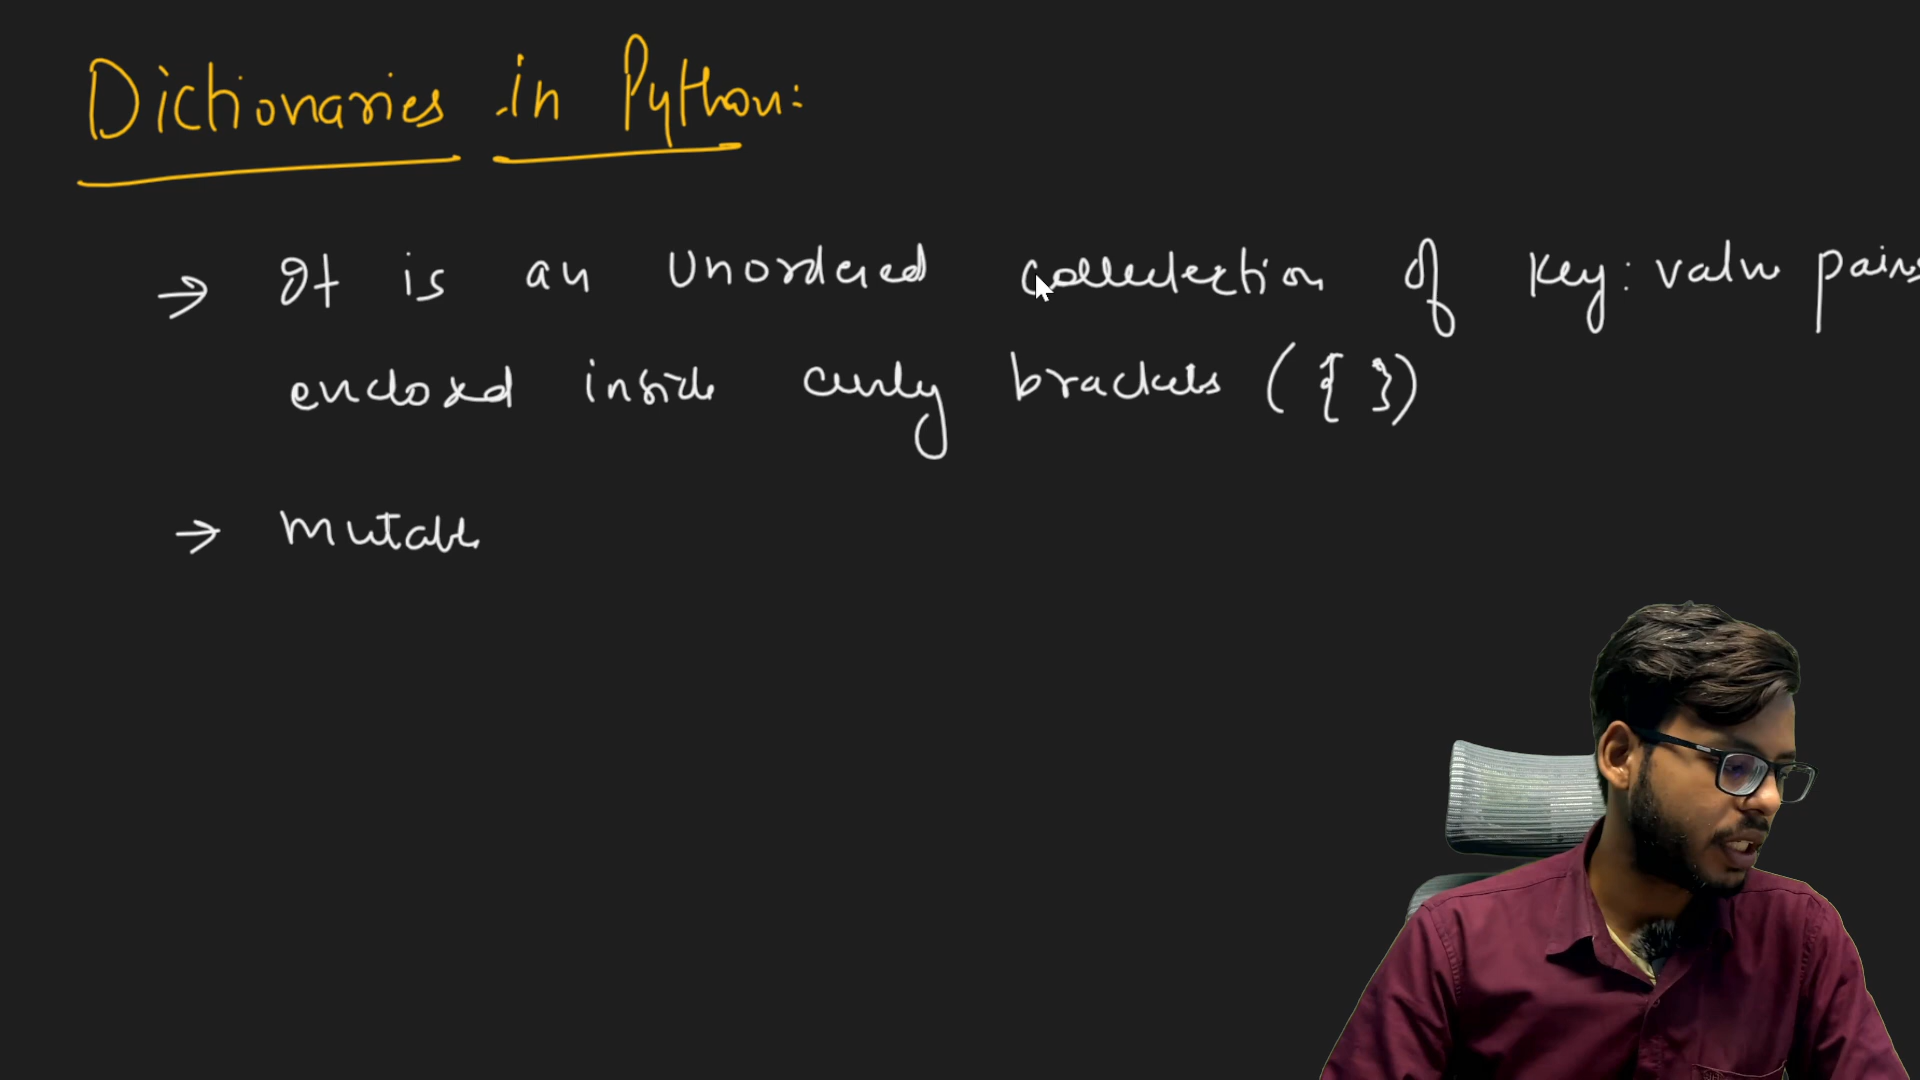 Dictionaries in Python:
→ It is an Unordered collection of Key: value pairs
enclosed inside curly brackets ({ })
→ Mutable